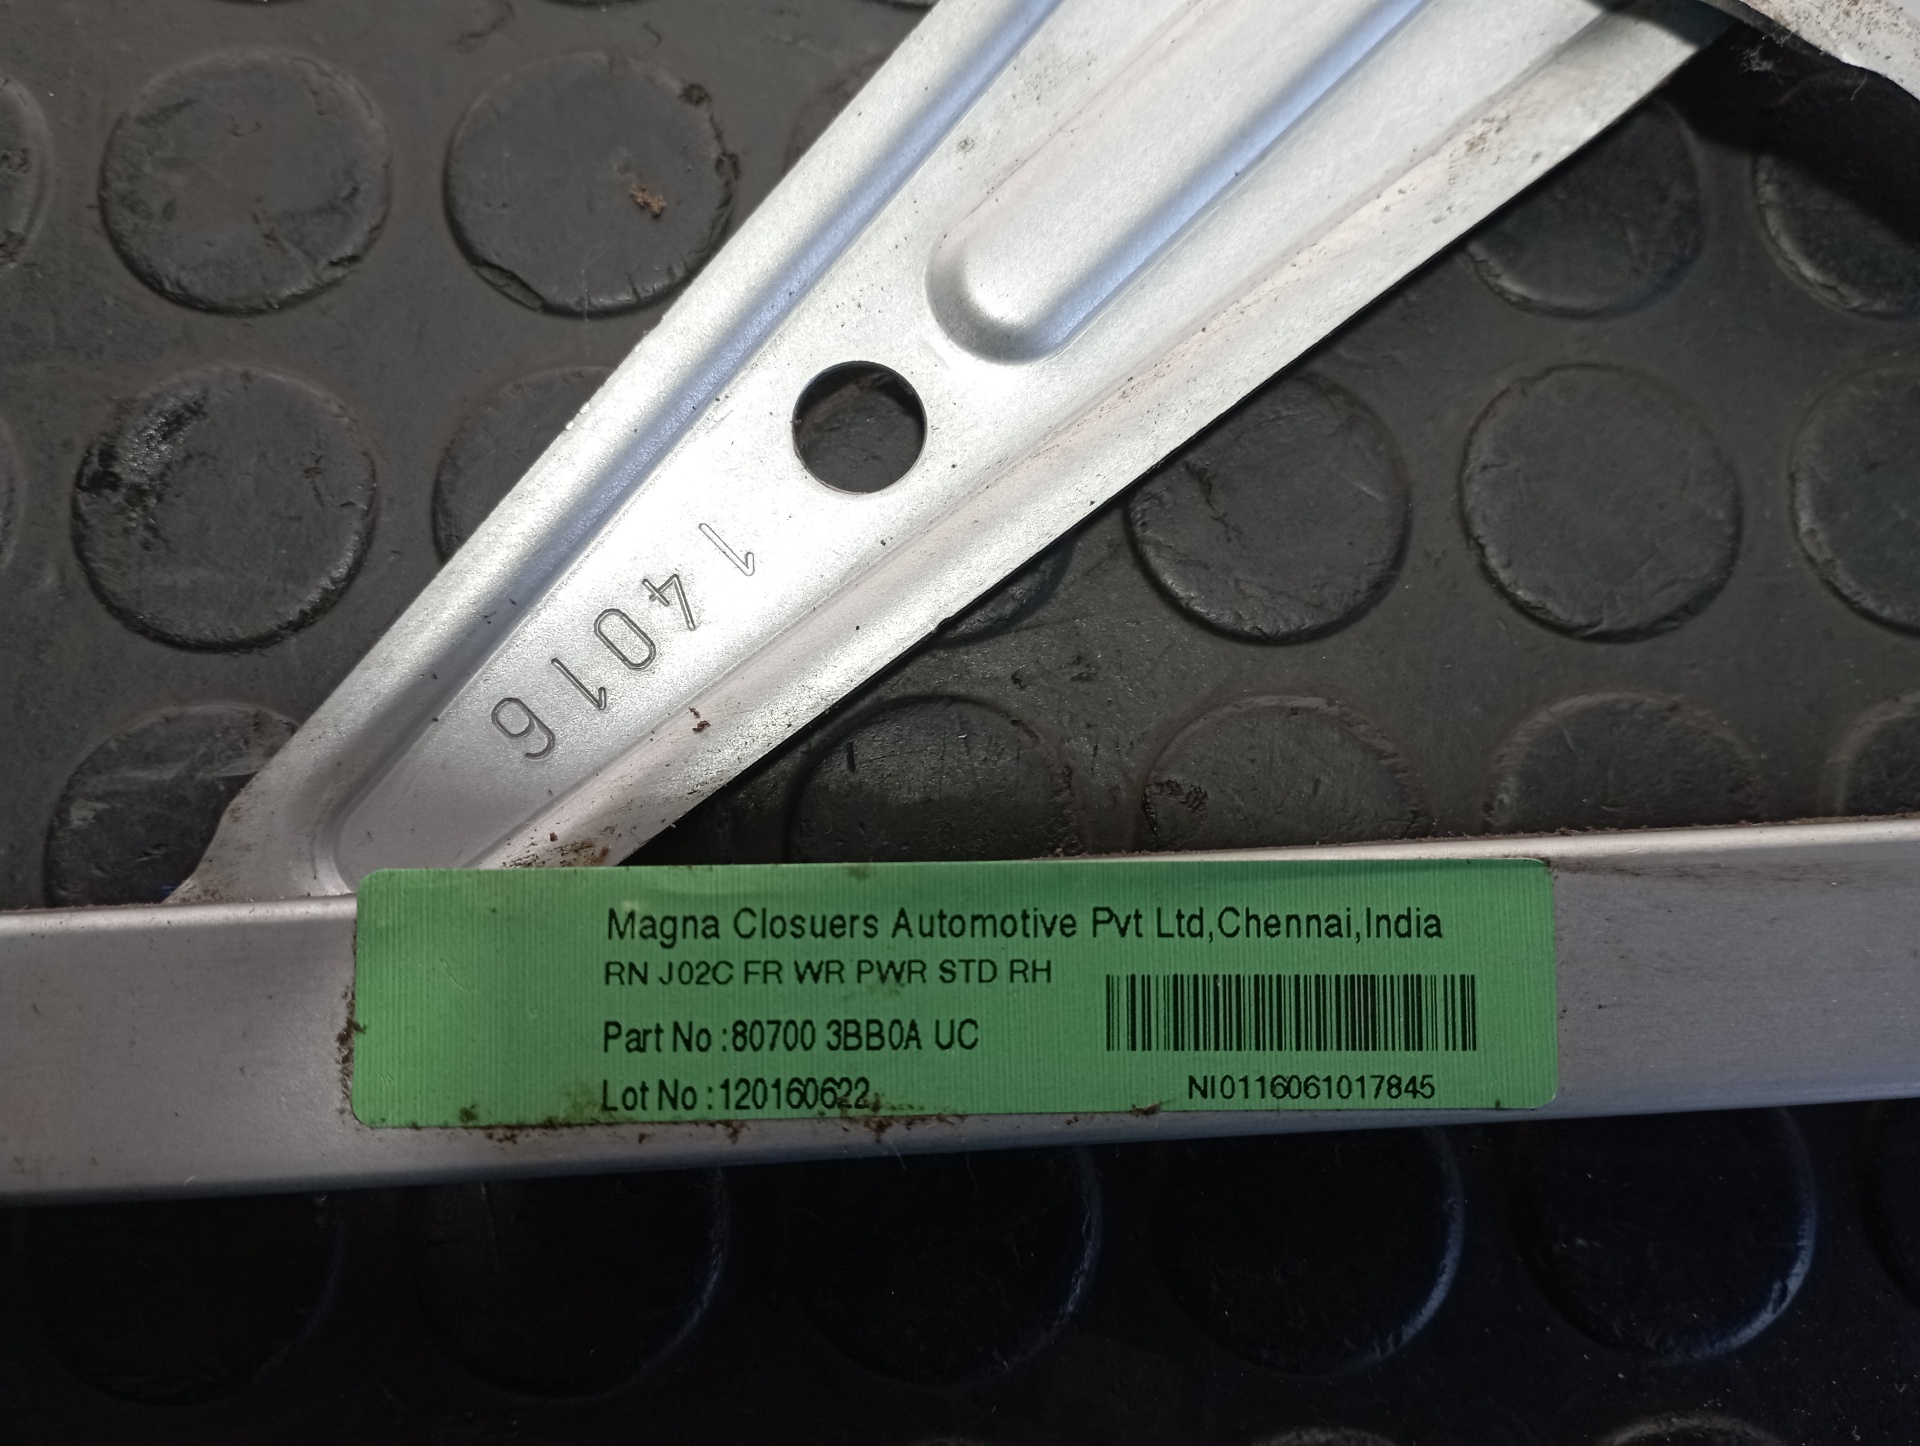 14016
Magna Closuers Automotive Pvt Ltd,Chennai,India
RN J02C FR WR PWR STD RH
Part No :80700 3BB0A UC
Lot No :120160622
NI0116061017845